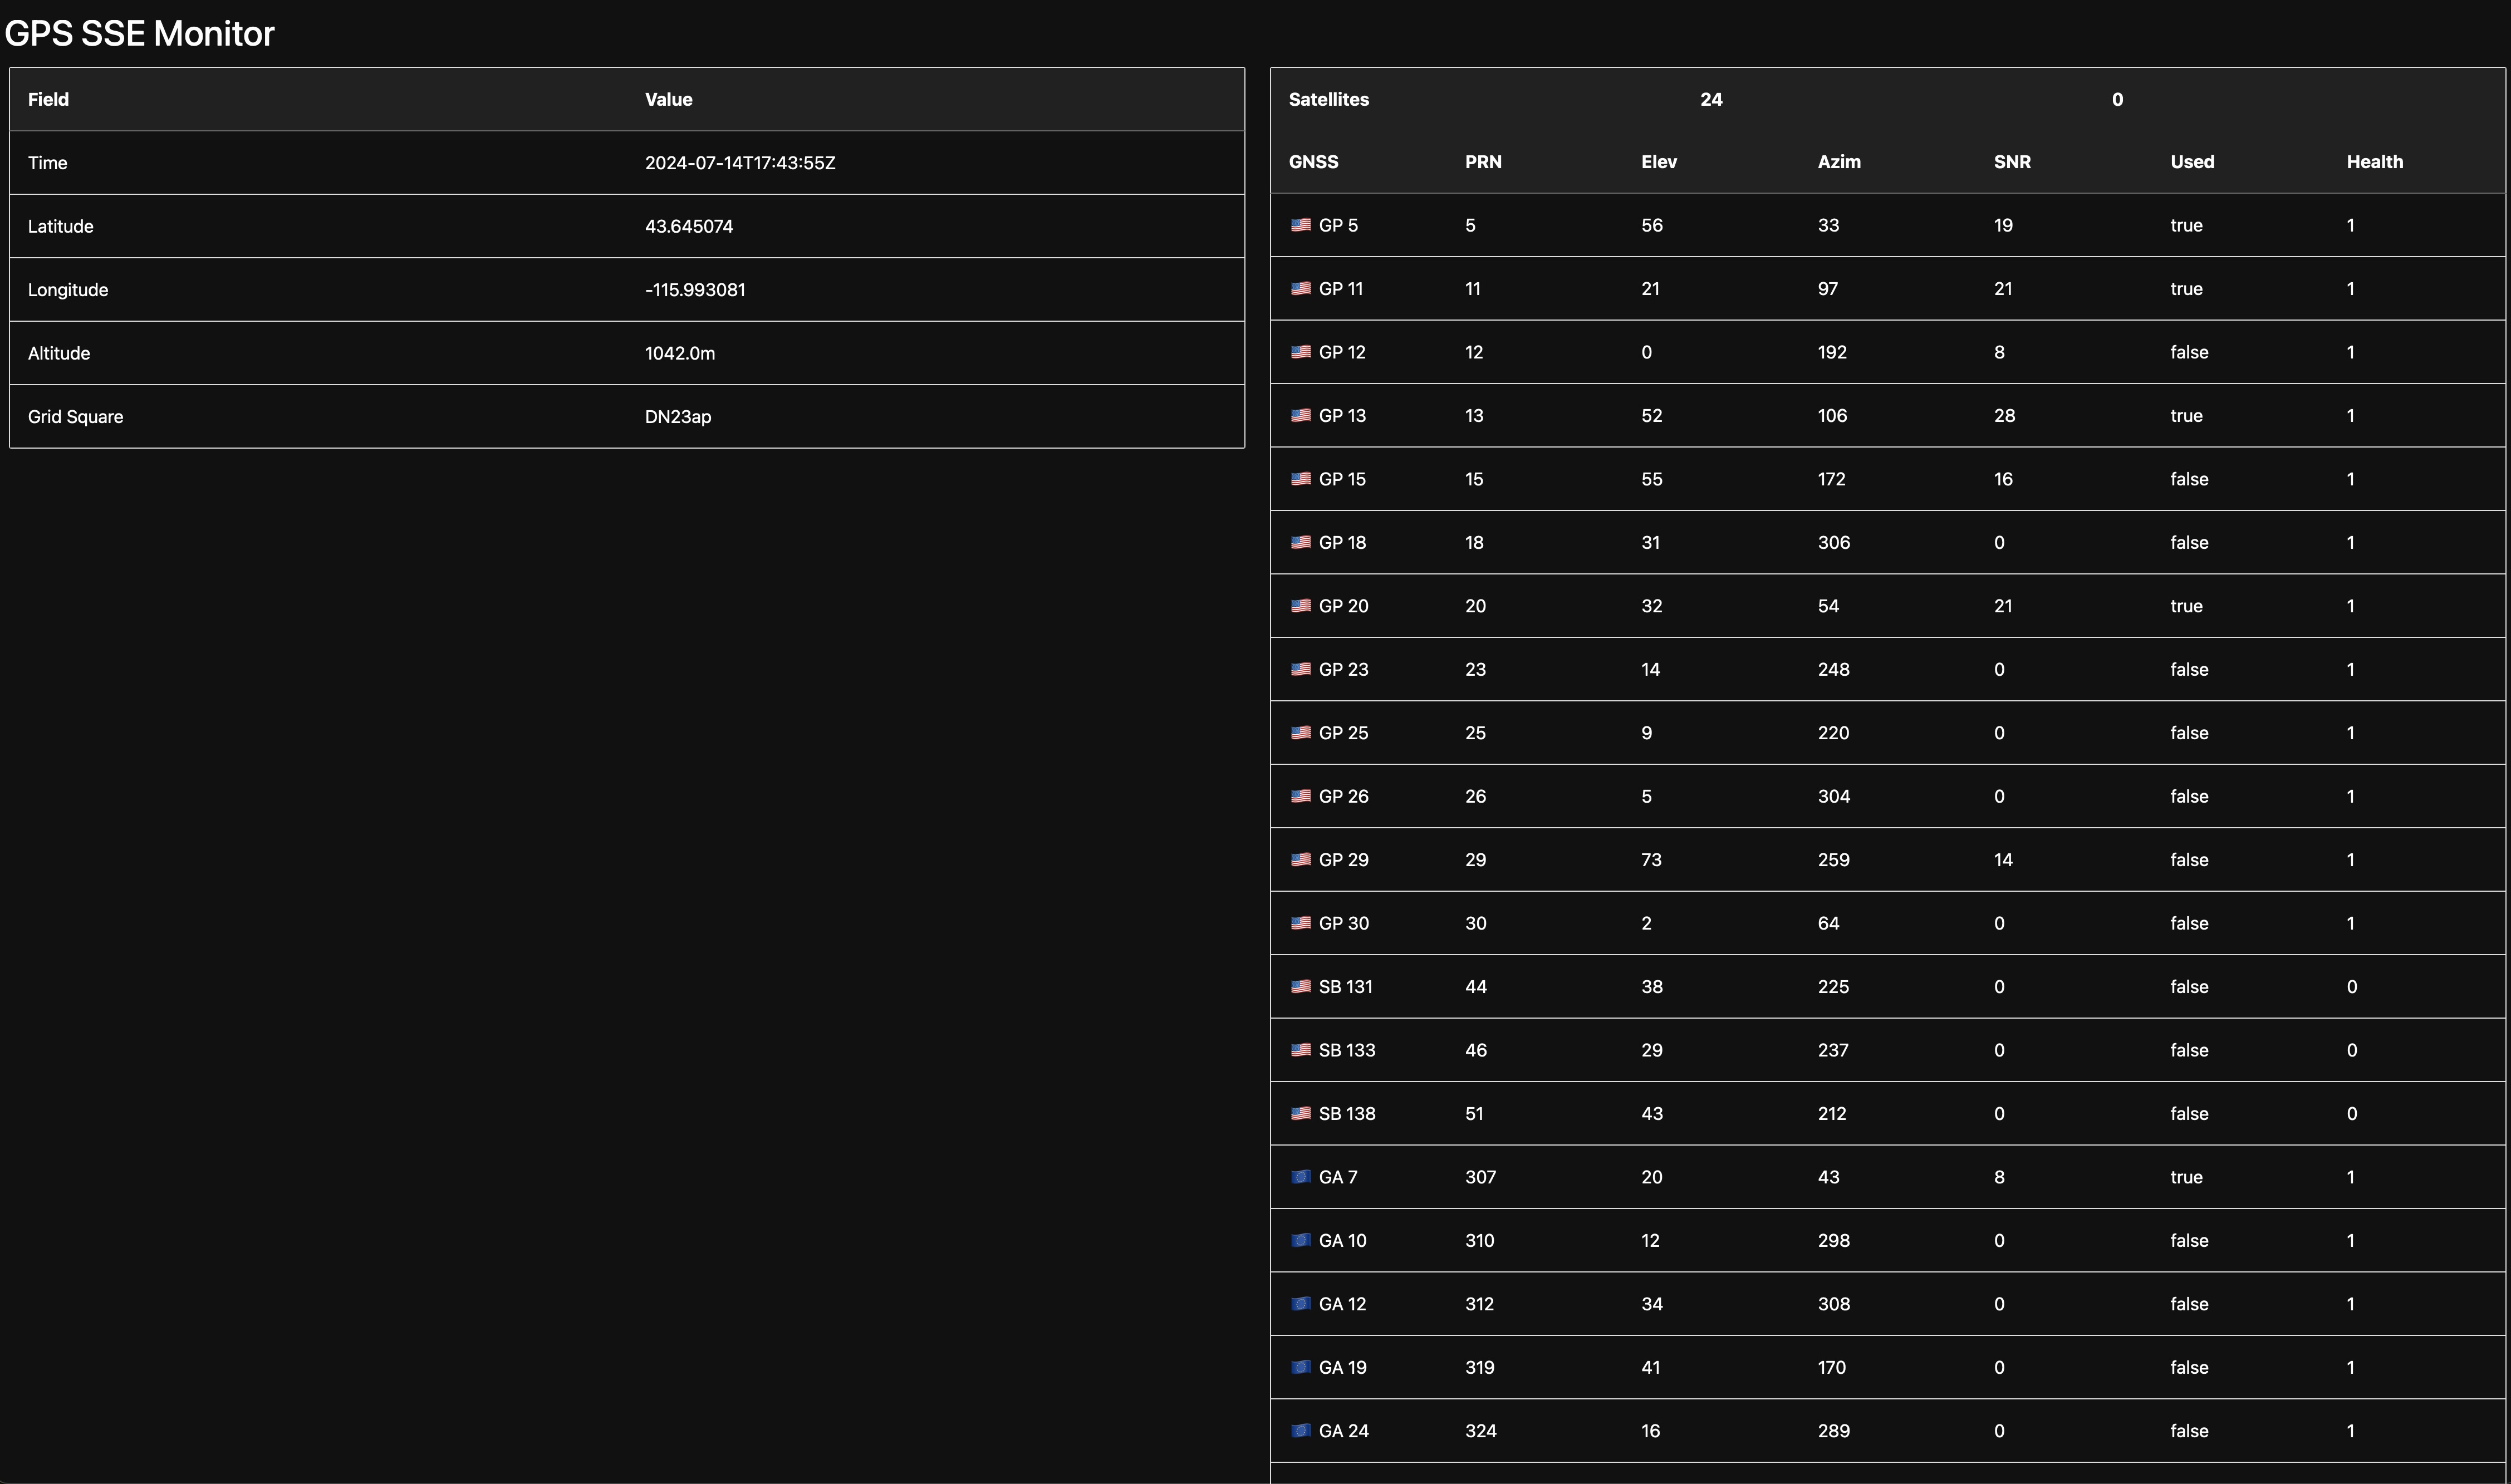 GPS SSE Monitor
Field Value
Time 2024-07-14T17:43:55Z
Latitude 43.645074
Longitude -115.993081
Altitude 1042.0m
Grid Square DN23ap
Satellites 24 0
GNSS PRN Elev Azim SNR Used Health
GP 5 5 56 33 19 true 1
GP 11 11 21 97 21 true 1
GP 12 12 0 192 8 false 1
GP 13 13 52 106 28 true 1
GP 15 15 55 172 16 false 1
GP 18 18 31 306 0 false 1
GP 20 20 32 54 21 true 1
GP 23 23 14 248 0 false 1
GP 25 25 9 220 0 false 1
GP 26 26 5 304 0 false 1
GP 29 29 73 259 14 false 1
GP 30 30 2 64 0 false 1
SB 131 44 38 225 0 false 0
SB 133 46 29 237 0 false 0
SB 138 51 43 212 0 false 0
GA 7 307 20 43 8 true 1
GA 10 310 12 298 0 false 1
GA 12 312 34 308 0 false 1
GA 19 319 41 170 0 false 1
GA 24 324 16 289 0 false 1